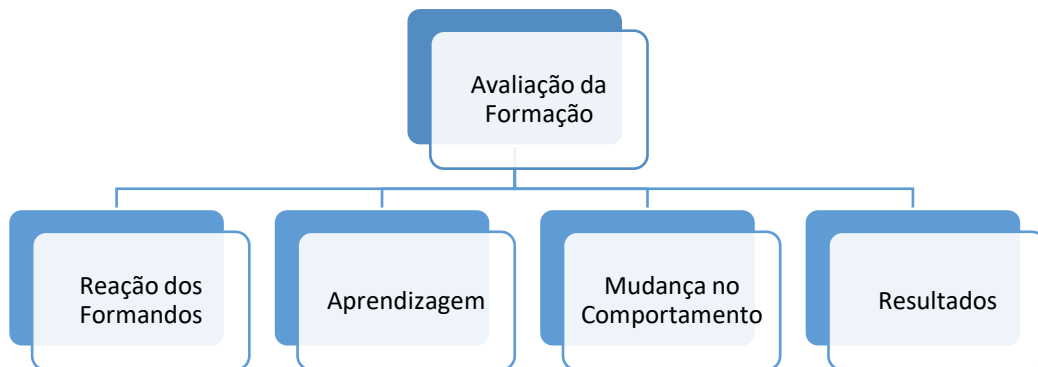 Avaliação da
Formação
Reação dos
Formandos
Aprendizagem
Mudança no
Comportamento
Resultados